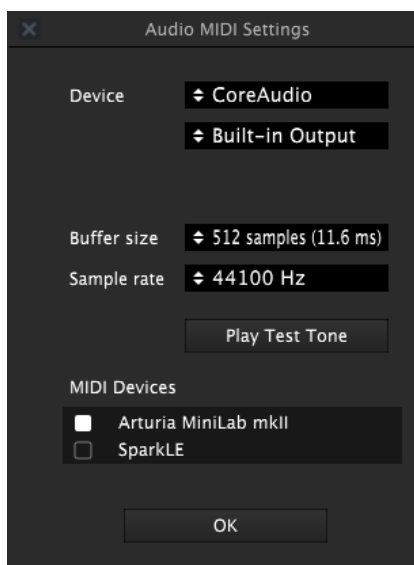 Audio MIDI Settings
Device
CoreAudio
Built-in Output
Buffer size
512 samples (11.6 ms)
Sample rate
44100 Hz
Play Test Tone
MIDI Devices
Arturia MiniLab mkII
SparkLE
OK